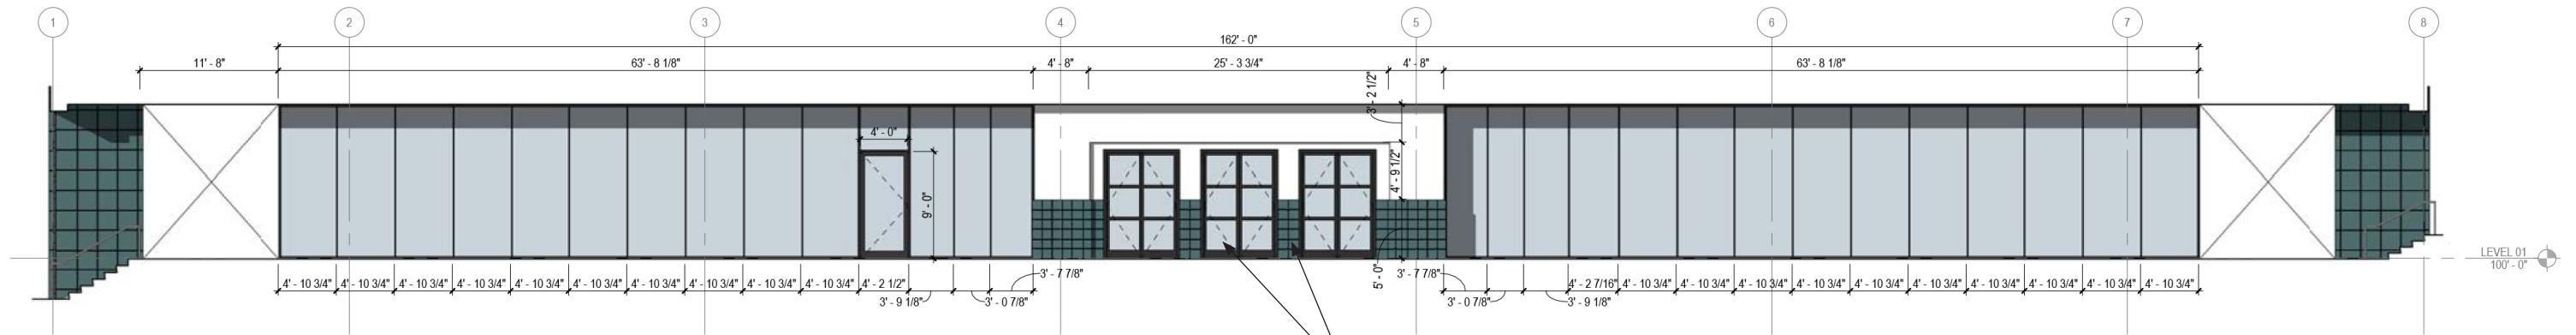 1 2 3 4 5 6 7 8
162' - 0"
11' - 8" 63' - 8 1/8" 4' - 8" 25' - 3 3/4" 4' - 8" 63' - 8 1/8"
3' - 2 1/2"
4' - 0"
4' - 9 1/2"
9' - 0"
LEVEL 01
100' - 0"
5' - 0"
3' - 7 7/8" 3' - 7 7/8"
4' - 10 3/4" 4' - 10 3/4" 4' - 10 3/4" 4' - 10 3/4" 4' - 10 3/4" 4' - 10 3/4" 4' - 10 3/4" 4' - 10 3/4" 4' - 10 3/4" 4' - 10 3/4" 4' - 2 1/2" 4' - 2 7/16" 4' - 10 3/4" 4' - 10 3/4" 4' - 10 3/4" 4' - 10 3/4" 4' - 10 3/4" 4' - 10 3/4" 4' - 10 3/4" 4' - 10 3/4" 4' - 10 3/4" 4' - 10 3/4"
3' - 9 1/8" 3' - 0 7/8" 3' - 0 7/8" 3' - 9 1/8"